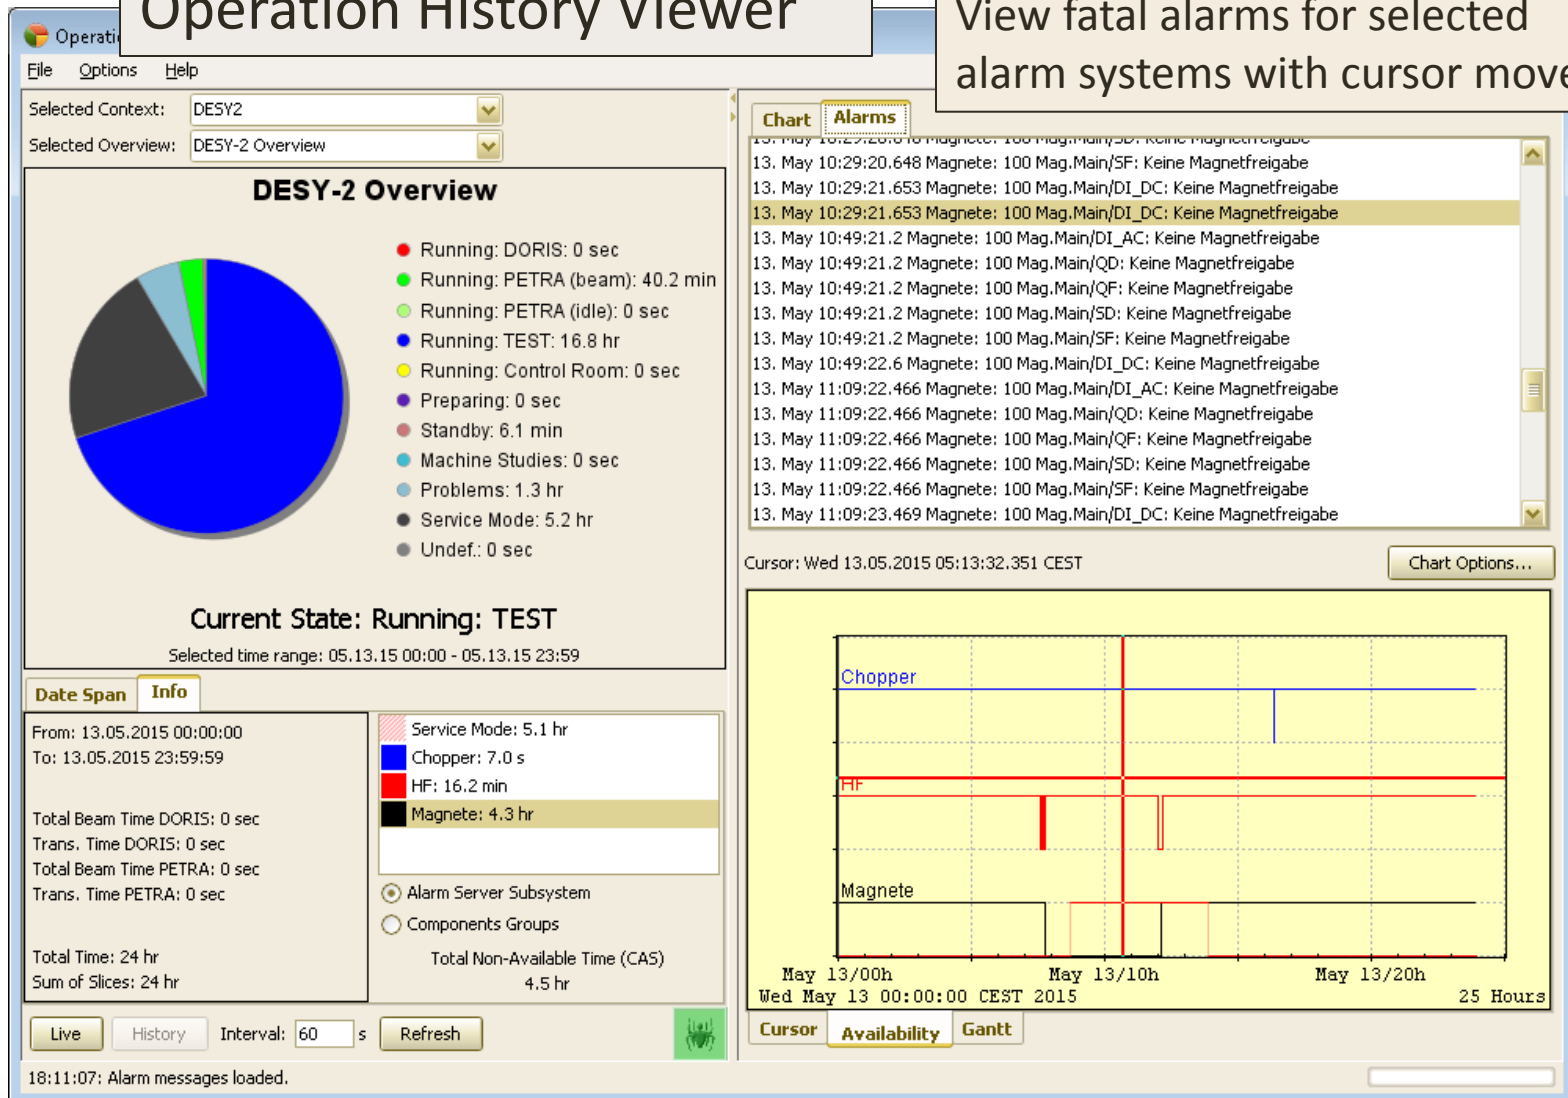 Operation History Viewer
View fatal alarms for selected
alarm systems with cursor move
Operati
File Options Help
Selected Context: DESY2
Selected Overview: DESY-2 Overview
DESY-2 Overview
Running: DORIS: 0 sec
Running: PETRA (beam): 40.2 min
Running: PETRA (idle): 0 sec
Running: TEST: 16.8 hr
Running: Control Room: 0 sec
Preparing: 0 sec
Standby: 6.1 min
Machine Studies: 0 sec
Problems: 1.3 hr
Service Mode: 5.2 hr
Undef.: 0 sec
Current State: Running: TEST
Selected time range: 05.13.15 00:00 - 05.13.15 23:59
Date Span Info
From: 13.05.2015 00:00:00
To: 13.05.2015 23:59:59
Total Beam Time DORIS: 0 sec
Trans. Time DORIS: 0 sec
Total Beam Time PETRA: 0 sec
Trans. Time PETRA: 0 sec
Total Time: 24 hr
Sum of Slices: 24 hr
Service Mode: 5.1 hr
Chopper: 7.0 s
HF: 16.2 min
Magnete: 4.3 hr
Alarm Server Subsystem
Components Groups
Total Non-Available Time (CAS)
4.5 hr
Live History Interval: 60 s Refresh
18:11:07: Alarm messages loaded.
Chart Alarms
13. May 10:29:20.648 Magnete: 100 Mag.Main/SD: Keine Magnetfreigabe
13. May 10:29:20.648 Magnete: 100 Mag.Main/SF: Keine Magnetfreigabe
13. May 10:29:21.653 Magnete: 100 Mag.Main/DI_DC: Keine Magnetfreigabe
13. May 10:29:21.653 Magnete: 100 Mag.Main/DI_DC: Keine Magnetfreigabe
13. May 10:49:21.2 Magnete: 100 Mag.Main/DI_AC: Keine Magnetfreigabe
13. May 10:49:21.2 Magnete: 100 Mag.Main/QD: Keine Magnetfreigabe
13. May 10:49:21.2 Magnete: 100 Mag.Main/QF: Keine Magnetfreigabe
13. May 10:49:21.2 Magnete: 100 Mag.Main/SD: Keine Magnetfreigabe
13. May 10:49:21.2 Magnete: 100 Mag.Main/SF: Keine Magnetfreigabe
13. May 10:49:22.6 Magnete: 100 Mag.Main/DI_DC: Keine Magnetfreigabe
13. May 11:09:22.466 Magnete: 100 Mag.Main/DI_AC: Keine Magnetfreigabe
13. May 11:09:22.466 Magnete: 100 Mag.Main/QD: Keine Magnetfreigabe
13. May 11:09:22.466 Magnete: 100 Mag.Main/QF: Keine Magnetfreigabe
13. May 11:09:22.466 Magnete: 100 Mag.Main/SD: Keine Magnetfreigabe
13. May 11:09:22.466 Magnete: 100 Mag.Main/SF: Keine Magnetfreigabe
13. May 11:09:23.469 Magnete: 100 Mag.Main/DI_DC: Keine Magnetfreigabe
Cursor: Wed 13.05.2015 05:13:32.351 CEST
Chart Options...
Chopper
HF
Magnete
May 13/00h May 13/10h May 13/20h
Wed May 13 00:00:00 CEST 2015 25 Hours
Cursor Availability Gantt